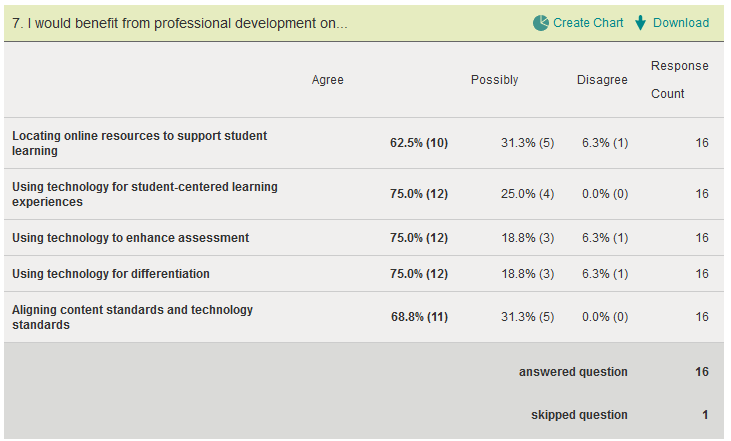 7. I would benefit from professional development on... Create Chart Download
Agree Possibly Disagree Response Count
Locating online resources to support student
learning 62.5% (10) 31.3% (5) 6.3% (1) 16
Using technology for student-centered learning
experiences 75.0% (12) 25.0% (4) 0.0% (0) 16
Using technology to enhance assessment 75.0% (12) 18.8% (3) 6.3% (1) 16
Using technology for differentiation 75.0% (12) 18.8% (3) 6.3% (1) 16
Aligning content standards and technology
standards 68.8% (11) 31.3% (5) 0.0% (0) 16
answered question 16
skipped question 1